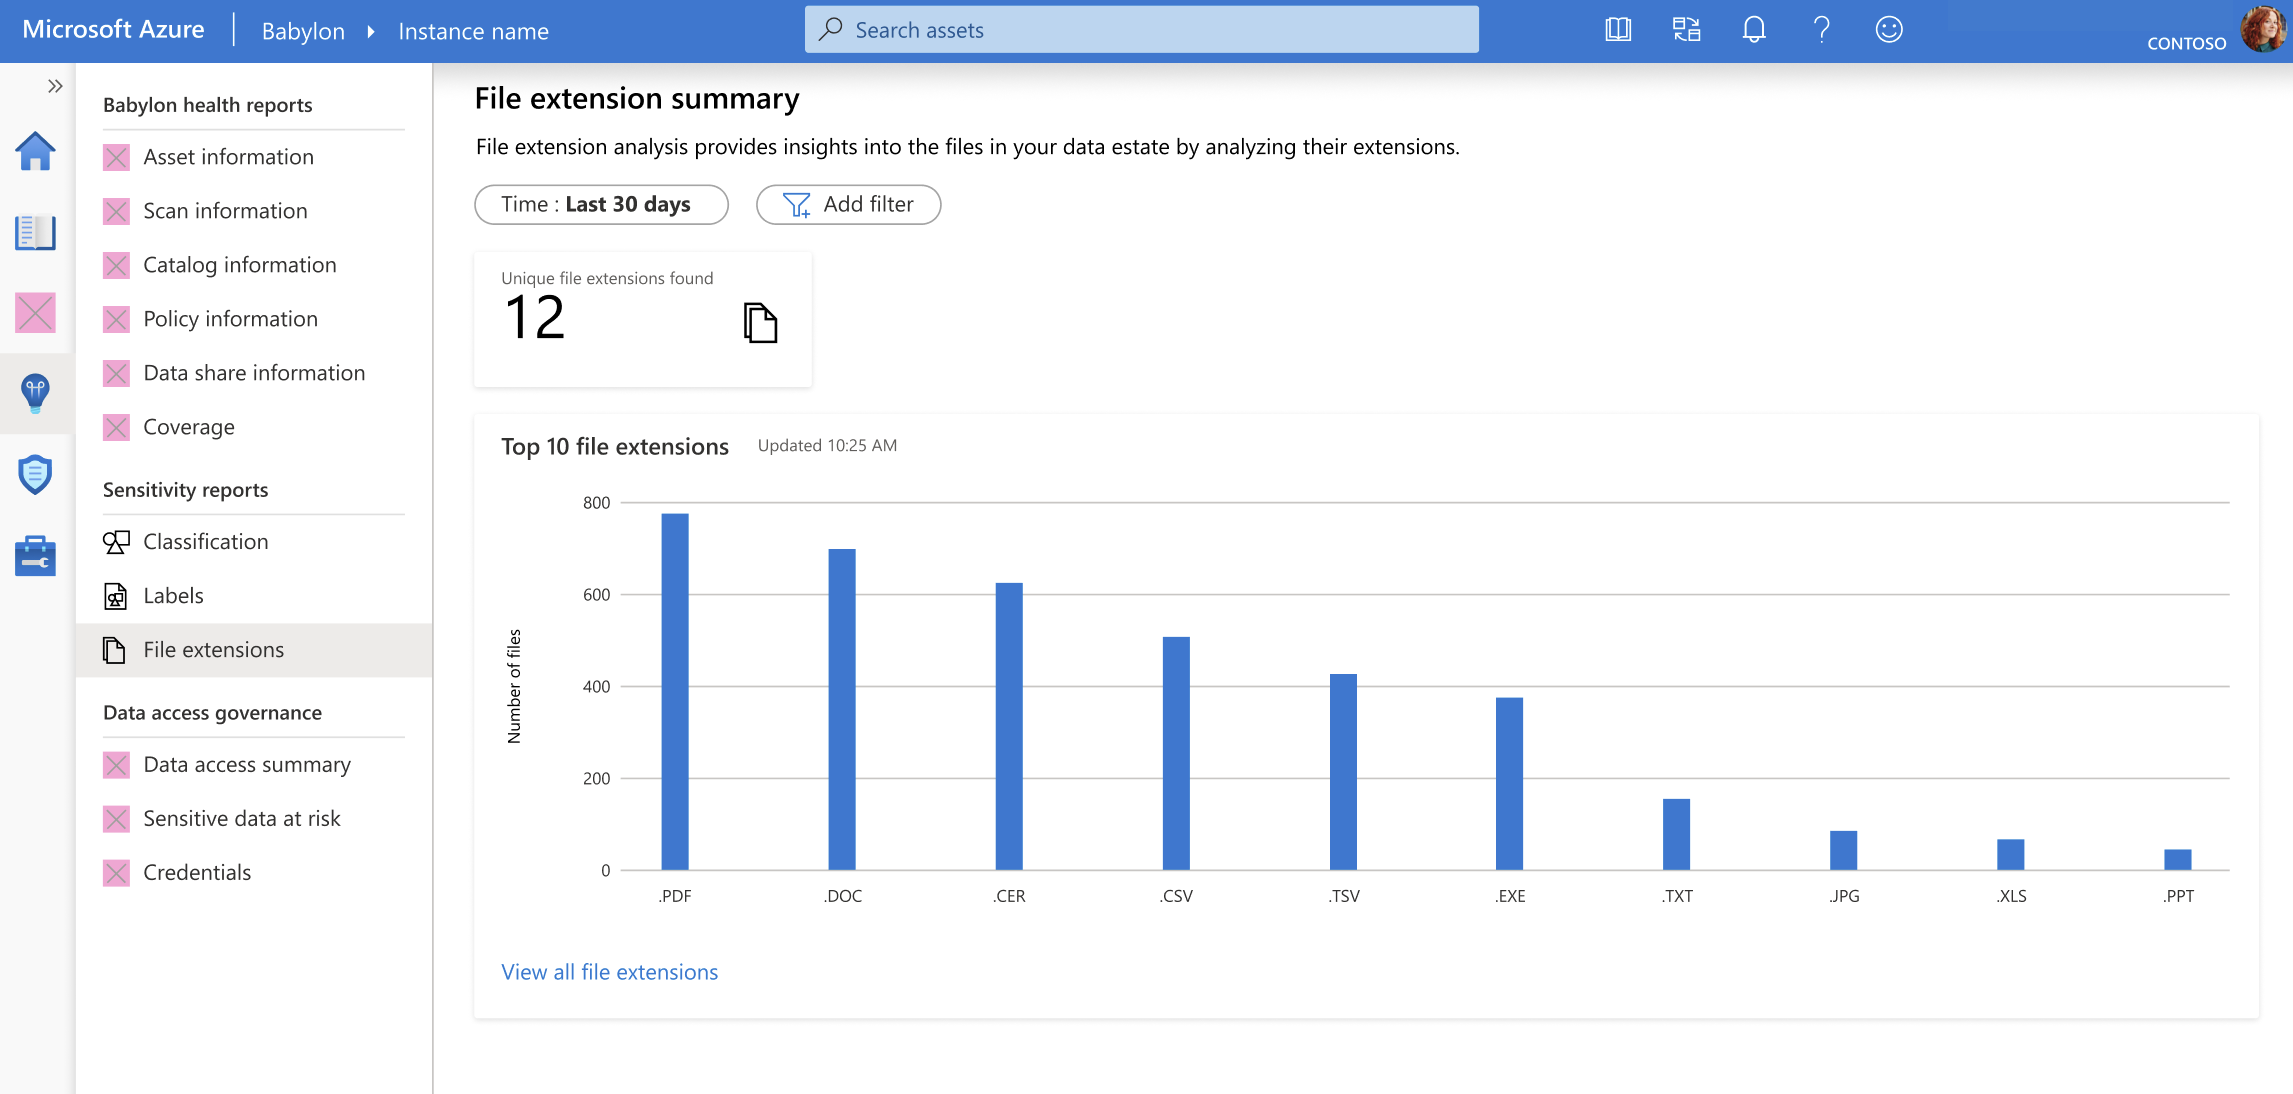 Microsoft Azure
Babylon
Instance name
Search assets
CONTOSO
Babylon health reports
Asset information
Scan information
Catalog information
Policy information
Data share information
Coverage
Sensitivity reports
Classification
Labels
File extensions
Data access governance
Data access summary
Sensitive data at risk
Credentials
File extension summary
File extension analysis provides insights into the files in your data estate by analyzing their extensions.
Time : Last 30 days
Add filter
Unique file extensions found
12
Top 10 file extensions
Updated 10:25 AM
Number of files
800
600
400
200
0
.PDF
.DOC
.CER
.CSV
.TSV
.EXE
.TXT
.JPG
.XLS
.PPT
View all file extensions